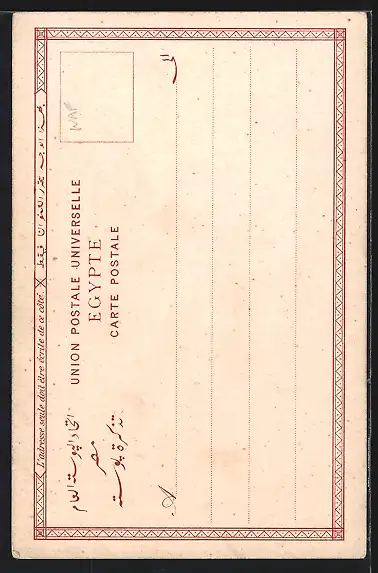 L'adresse seule doit être écrite de ce côté.
UNION POSTALE UNIVERSELLE
EGYPTE
CARTE POSTALE
اتحاد البوستة العام
مصر
تذكرة بوستة
A
الى